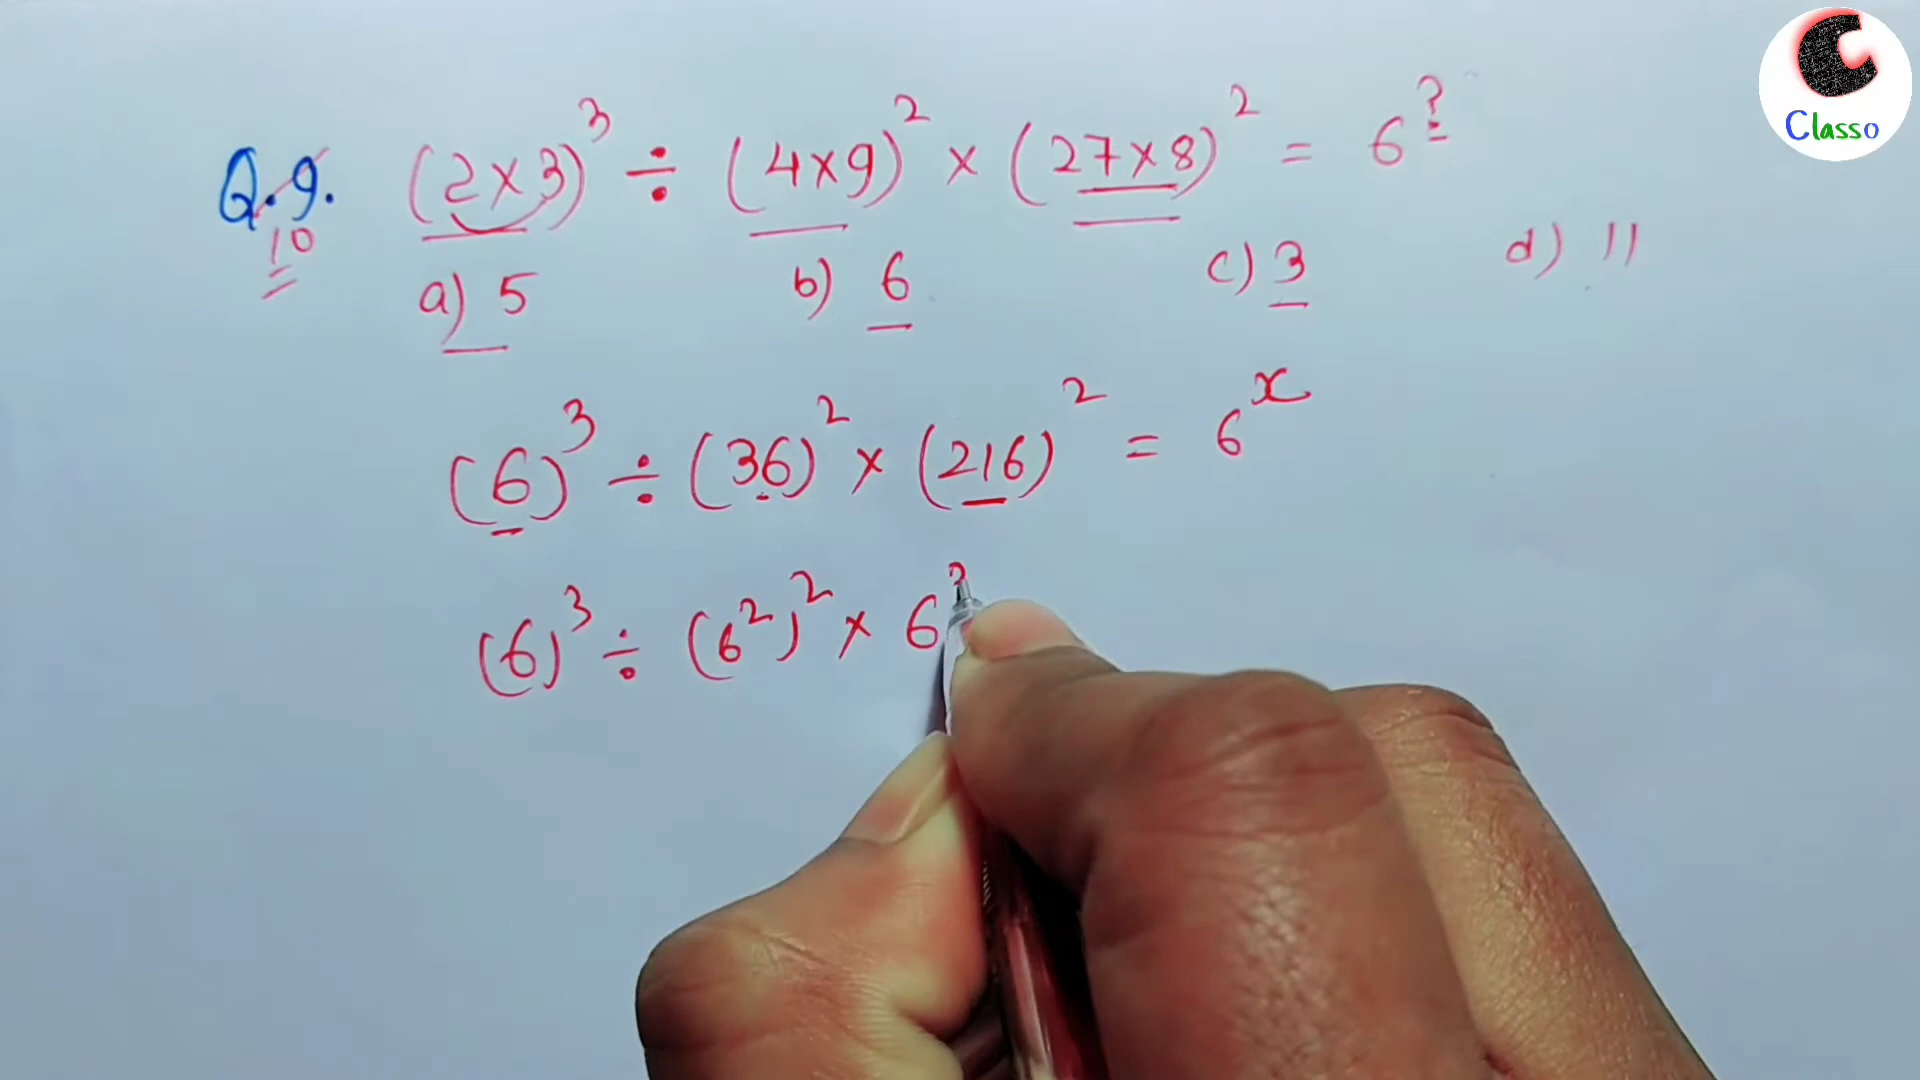 C
Classo
Q.9. (2×3)³ ÷ (4×9)² × (27×8)² = 6^?
10
a) 5 b) 6 c) 3 d) 11
(6)³ ÷ (36)² × (216)² = 6^x
(6)³ ÷ (6²)² × 6